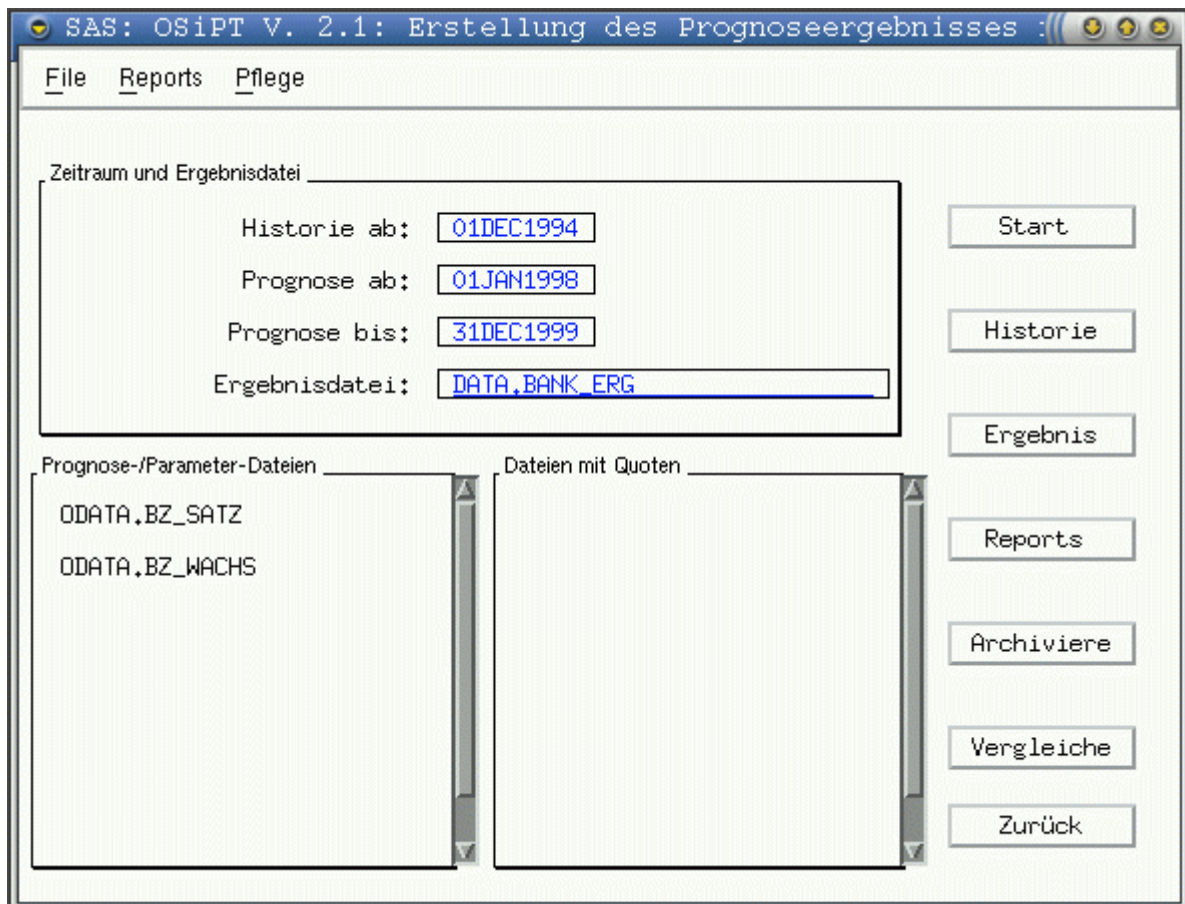 SAS: OSiPT V. 2.1: Erstellung des Prognoseergebnisses
File Reports Pflege
Zeitraum und Ergebnisdatei
Historie ab: 01DEC1994
Prognose ab: 01JAN1998
Prognose bis: 31DEC1999
Ergebnisdatei: DATA.BANK_ERG
Prognose-/Parameter-Dateien
ODATA.BZ_SATZ
ODATA.BZ_WACHS
Dateien mit Quoten
Start
Historie
Ergebnis
Reports
Archiviere
Vergleiche
Zurück